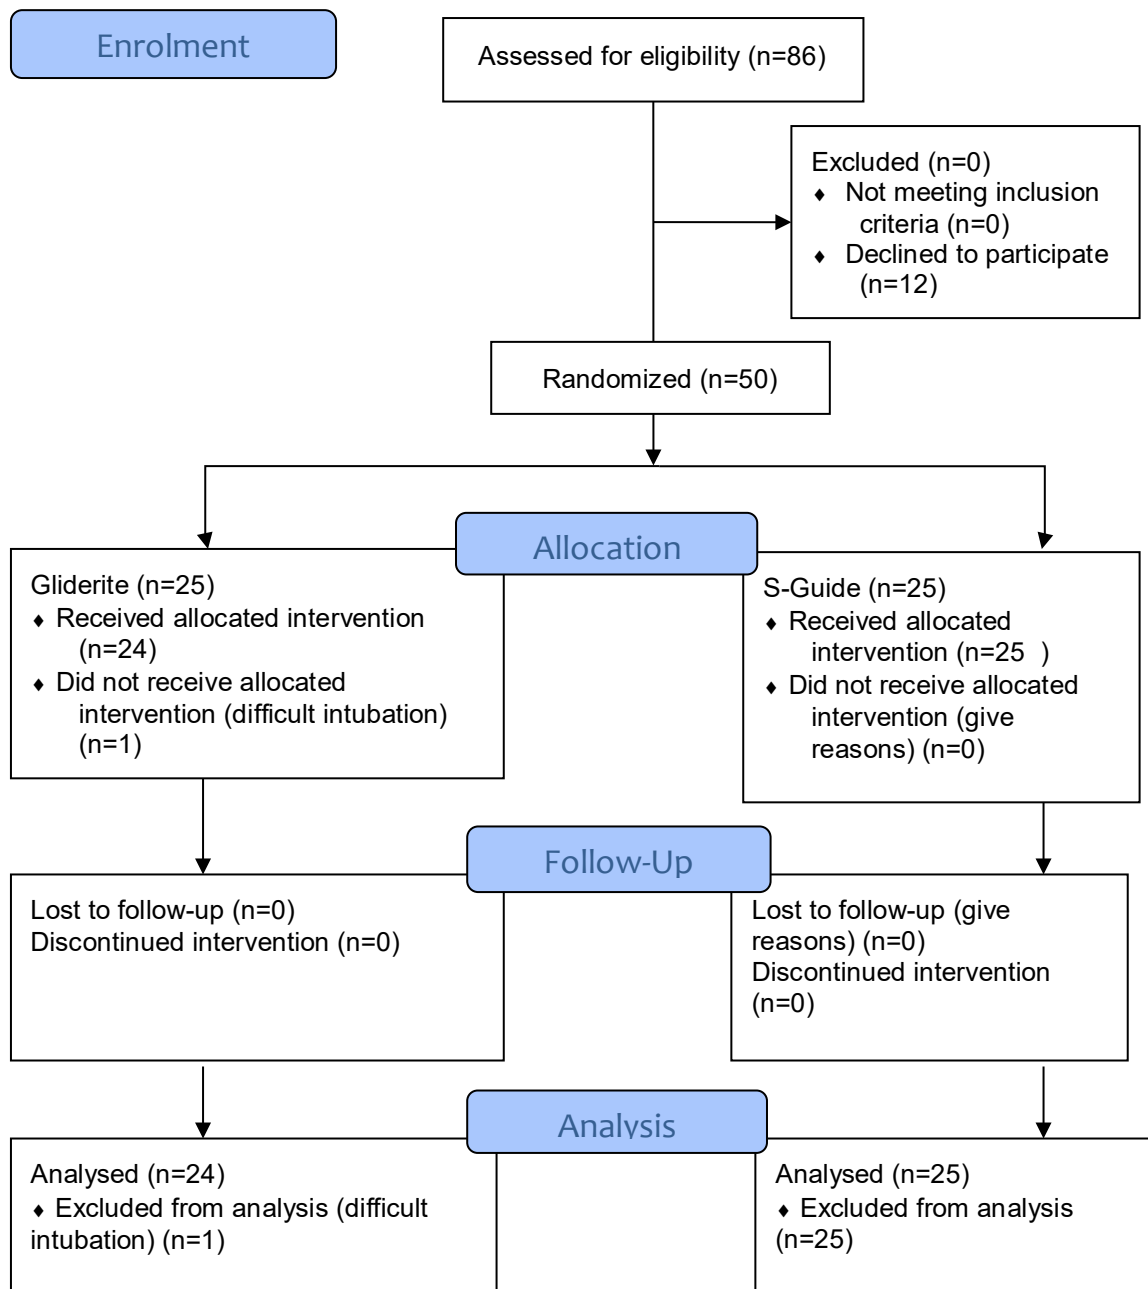 Enrolment
Assessed for eligibility (n=86)
Excluded (n=0)
♦ Not meeting inclusion
criteria (n=0)
♦ Declined to participate
(n=12)
Randomized (n=50)
Allocation
Gliderite (n=25)
♦ Received allocated intervention
(n=24)
♦ Did not receive allocated
intervention (difficult intubation)
(n=1)
S-Guide (n=25)
♦ Received allocated
intervention (n=25  )
♦ Did not receive allocated
intervention (give
reasons) (n=0)
Follow-Up
Lost to follow-up (n=0)
Discontinued intervention (n=0)
Lost to follow-up (give
reasons) (n=0)
Discontinued intervention
(n=0)
Analysis
Analysed (n=24)
♦ Excluded from analysis (difficult
intubation) (n=1)
Analysed (n=25)
♦ Excluded from analysis
(n=25)